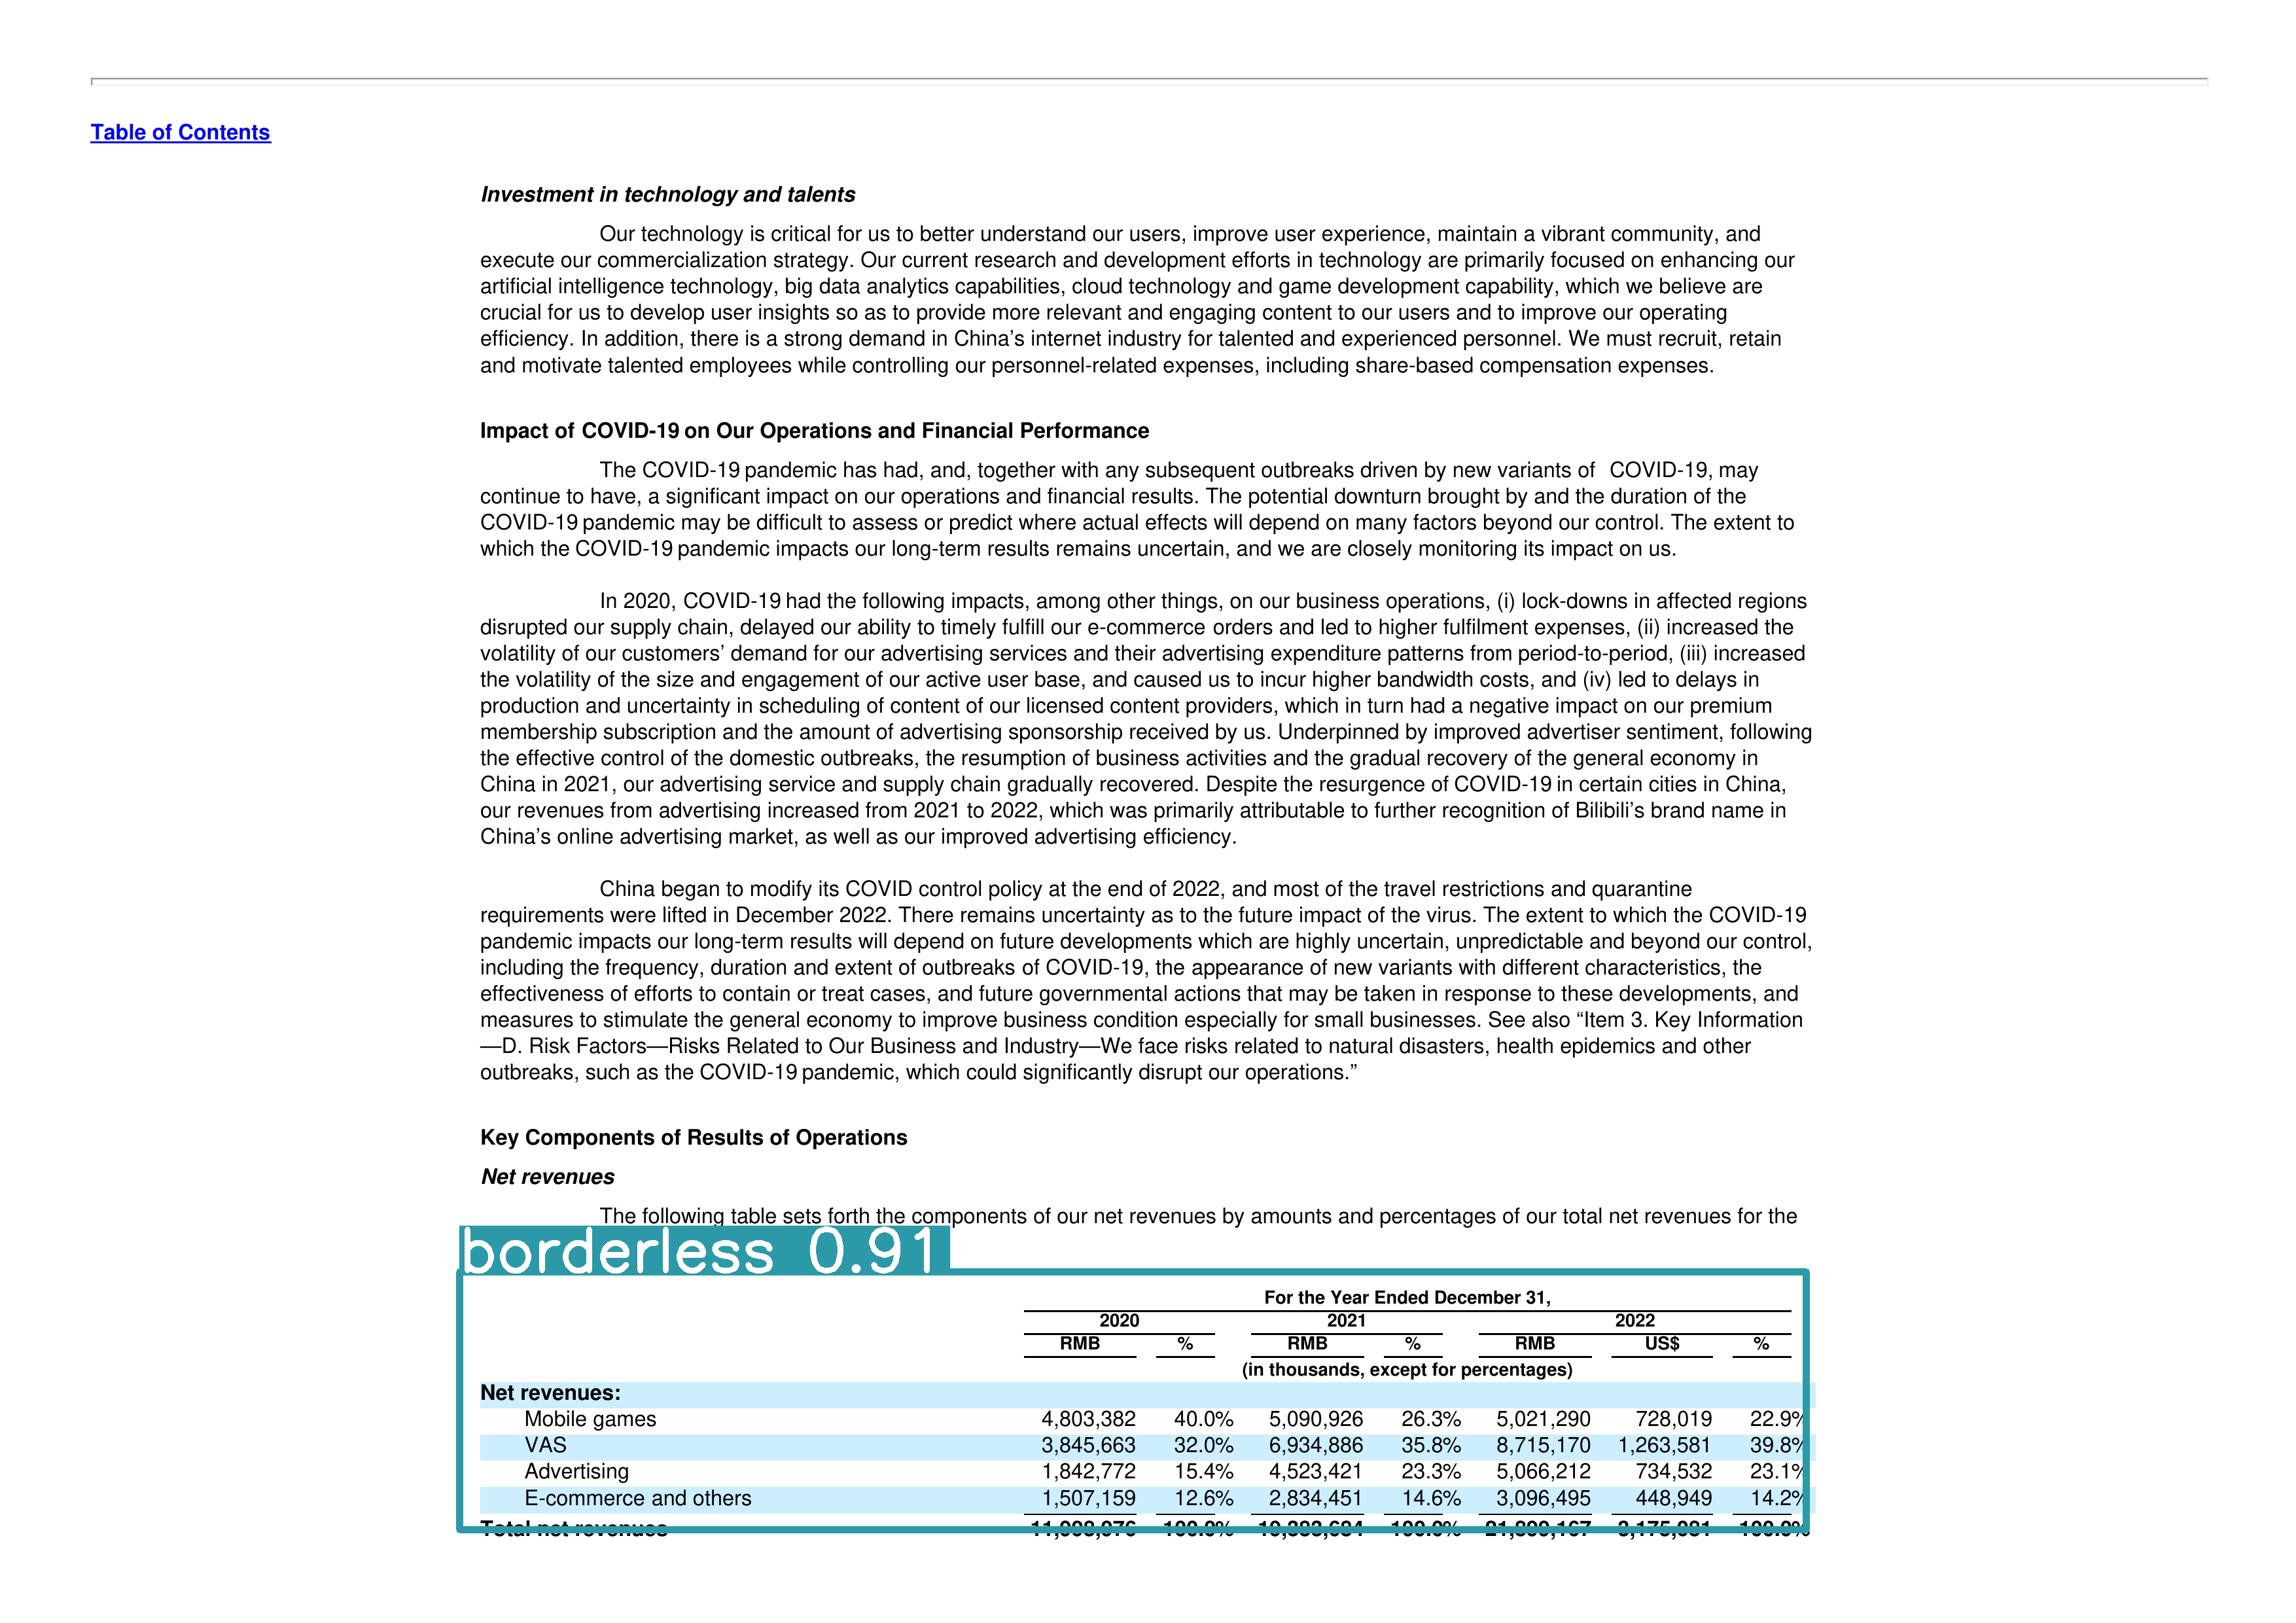 Table of Contents
Investment in technology and talents
Our technology is critical for us to better understand our users, improve user experience, maintain a vibrant community, and
execute our commercialization strategy. Our current research and development efforts in technology are primarily focused on enhancing our
artificial intelligence technology, big data analytics capabilities, cloud technology and game development capability, which we believe are
crucial for us to develop user insights so as to provide more relevant and engaging content to our users and to improve our operating
efficiency. In addition, there is a strong demand in China’s internet industry for talented and experienced personnel. We must recruit, retain
and motivate talented employees while controlling our personnel-related expenses, including share-based compensation expenses.
Impact of COVID-19 on Our Operations and Financial Performance
The COVID-19 pandemic has had, and, together with any subsequent outbreaks driven by new variants of COVID-19, may
continue to have, a significant impact on our operations and financial results. The potential downturn brought by and the duration of the
COVID-19 pandemic may be difficult to assess or predict where actual effects will depend on many factors beyond our control. The extent to
which the COVID-19 pandemic impacts our long-term results remains uncertain, and we are closely monitoring its impact on us.
In 2020, COVID-19 had the following impacts, among other things, on our business operations, (i) lock-downs in affected regions
disrupted our supply chain, delayed our ability to timely fulfill our e-commerce orders and led to higher fulfilment expenses, (ii) increased the
volatility of our customers’ demand for our advertising services and their advertising expenditure patterns from period-to-period, (iii) increased
the volatility of the size and engagement of our active user base, and caused us to incur higher bandwidth costs, and (iv) led to delays in
production and uncertainty in scheduling of content of our licensed content providers, which in turn had a negative impact on our premium
membership subscription and the amount of advertising sponsorship received by us. Underpinned by improved advertiser sentiment, following
the effective control of the domestic outbreaks, the resumption of business activities and the gradual recovery of the general economy in
China in 2021, our advertising service and supply chain gradually recovered. Despite the resurgence of COVID-19 in certain cities in China,
our revenues from advertising increased from 2021 to 2022, which was primarily attributable to further recognition of Bilibili’s brand name in
China’s online advertising market, as well as our improved advertising efficiency.
China began to modify its COVID control policy at the end of 2022, and most of the travel restrictions and quarantine
requirements were lifted in December 2022. There remains uncertainty as to the future impact of the virus. The extent to which the COVID-19
pandemic impacts our long-term results will depend on future developments which are highly uncertain, unpredictable and beyond our control,
including the frequency, duration and extent of outbreaks of COVID-19, the appearance of new variants with different characteristics, the
effectiveness of efforts to contain or treat cases, and future governmental actions that may be taken in response to these developments, and
measures to stimulate the general economy to improve business condition especially for small businesses. See also “Item 3. Key Information
—D. Risk Factors—Risks Related to Our Business and Industry—We face risks related to natural disasters, health epidemics and other
outbreaks, such as the COVID-19 pandemic, which could significantly disrupt our operations.”
Key Components of Results of Operations
Net revenues
The following table sets forth the components of our net revenues by amounts and percentages of our total net revenues for the
borderless 0.91
For the Year Ended December 31,
2020 2021 2022
RMB % RMB % RMB US$ %
(in thousands, except for percentages)
Net revenues:
Mobile games 4,803,382 40.0% 5,090,926 26.3% 5,021,290 728,019 22.9%
VAS 3,845,663 32.0% 6,934,886 35.8% 8,715,170 1,263,581 39.8%
Advertising 1,842,772 15.4% 4,523,421 23.3% 5,066,212 734,532 23.1%
E-commerce and others 1,507,159 12.6% 2,834,451 14.6% 3,096,495 448,949 14.2%
Total net revenues 11,998,976 100.0% 19,383,684 100.0% 21,899,167 3,175,081 100.0%